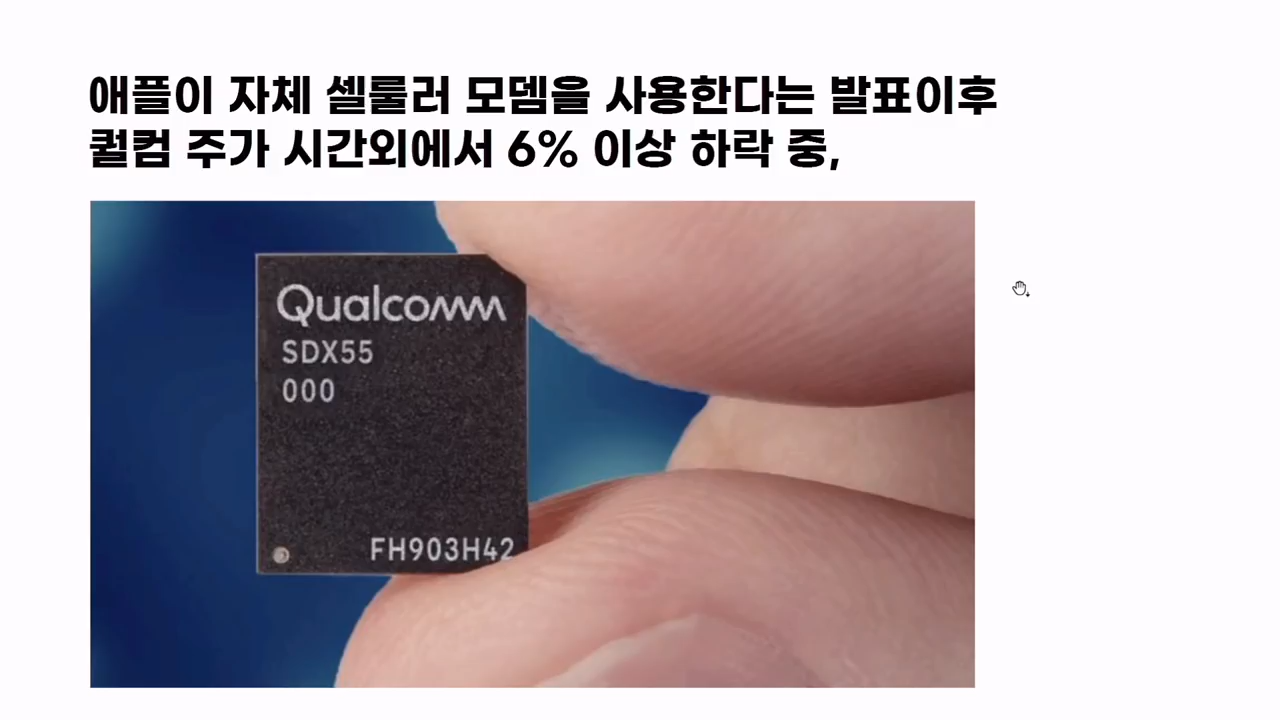 애플이 자체 셀룰러 모뎀을 사용한다는 발표이후
퀄컴 주가 시간외에서 6% 이상 하락 중,
Qualcomm
SDX55
000
FH903H42